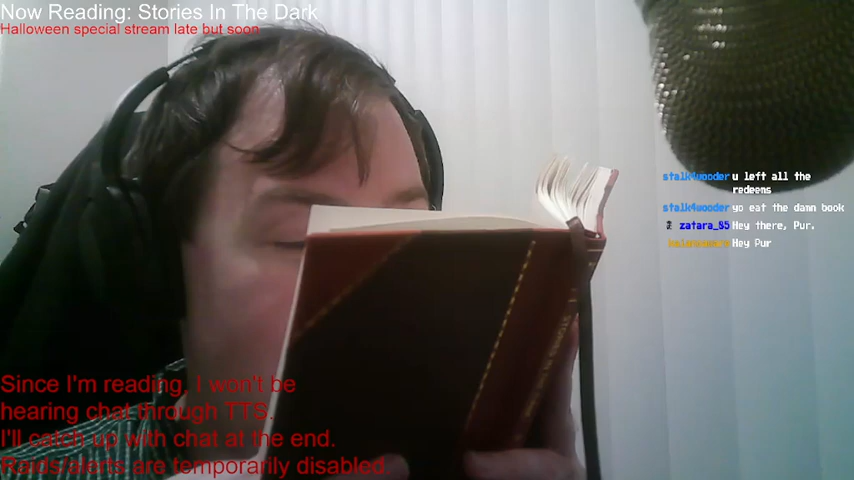 Now Reading: Stories In The Dark
Halloween special stream late but soon
stalk4wooder u left all the
redeems
stalk4wooder yo eat the damn book
zatara_85 Hey there, Pur.
Hey Pur
Since I'm reading, I won't be
hearing chat through TTS.
I'll catch up with chat at the end.
Raids/alerts are temporarily disabled